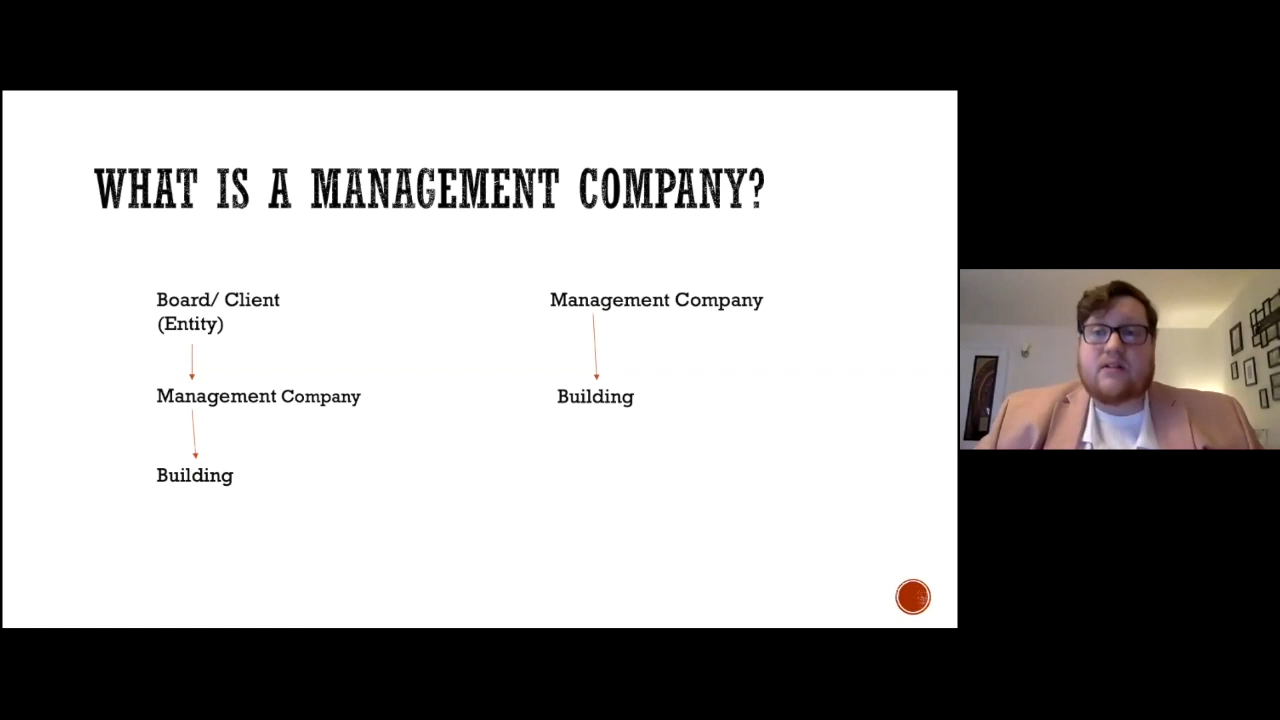 WHAT IS A MANAGEMENT COMPANY?
Board/ Client
(Entity)
Management Company
Building
Management Company
Building